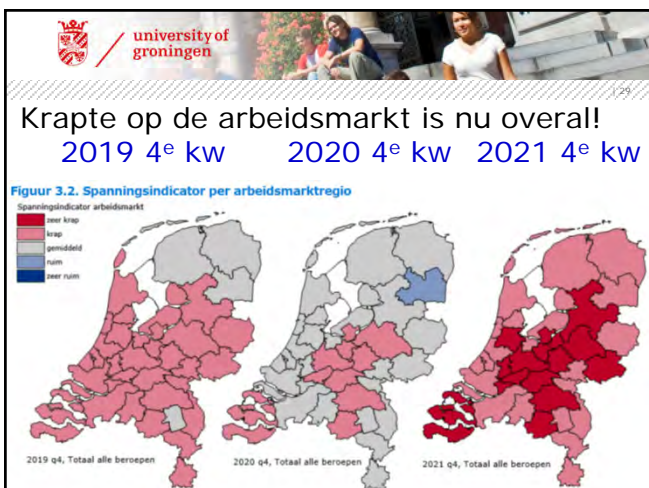 university of
groningen
| 29
Krapte op de arbeidsmarkt is nu overal!
2019 4e kw 2020 4e kw 2021 4e kw
Figuur 3.2. Spanningsindicator per arbeidsmarktregio
Spanningsindicator arbeidsmarkt
zeer krap
krap
gemiddeld
ruim
zeer ruim
2019 q4, Totaal alle beroepen
2020 q4, Totaal alle beroepen
2021 q4, Totaal alle beroepen